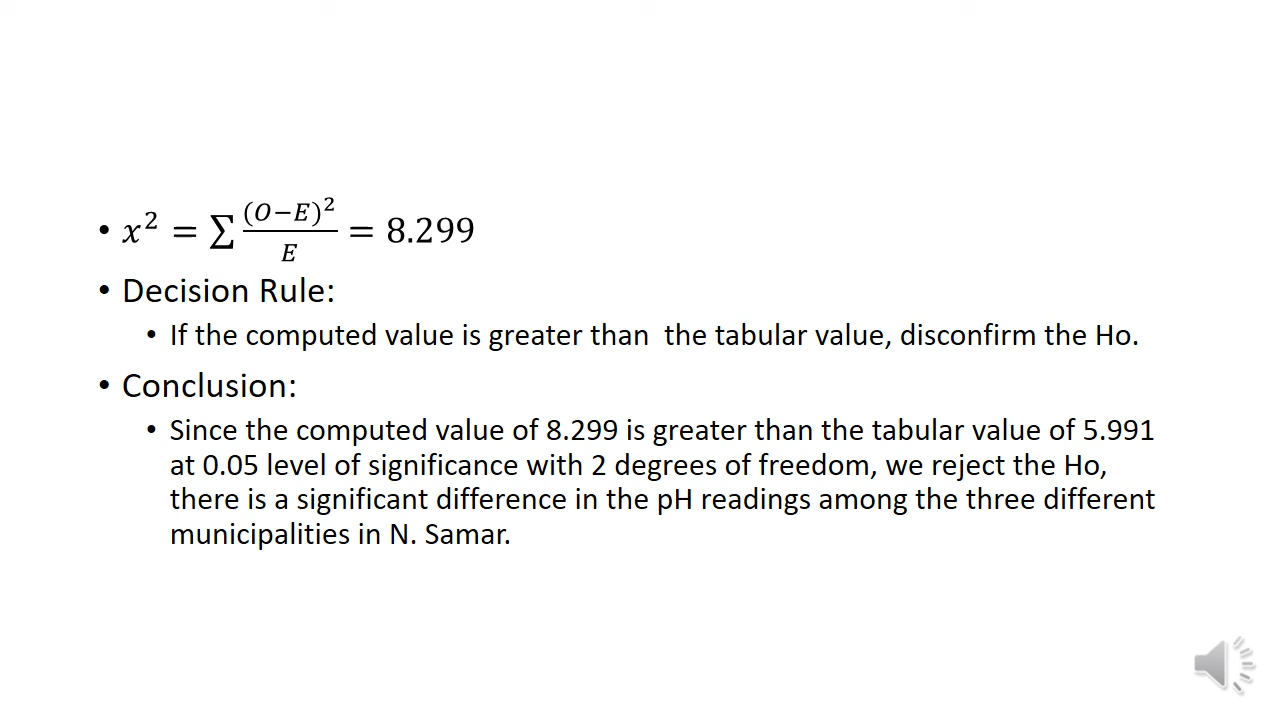 • 𝑥² = ∑ (𝑂−𝐸)²/𝐸 = 8.299
• Decision Rule:
• If the computed value is greater than  the tabular value, disconfirm the Ho.
• Conclusion:
• Since the computed value of 8.299 is greater than the tabular value of 5.991
at 0.05 level of significance with 2 degrees of freedom, we reject the Ho,
there is a significant difference in the pH readings among the three different
municipalities in N. Samar.